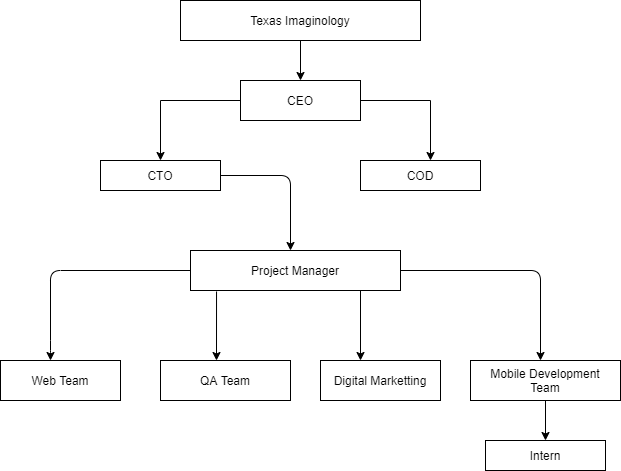 Texas Imaginology
CEO
CTO
COD
Project Manager
Web Team
QA Team
Digital Marketting
Mobile Development
Team
Intern